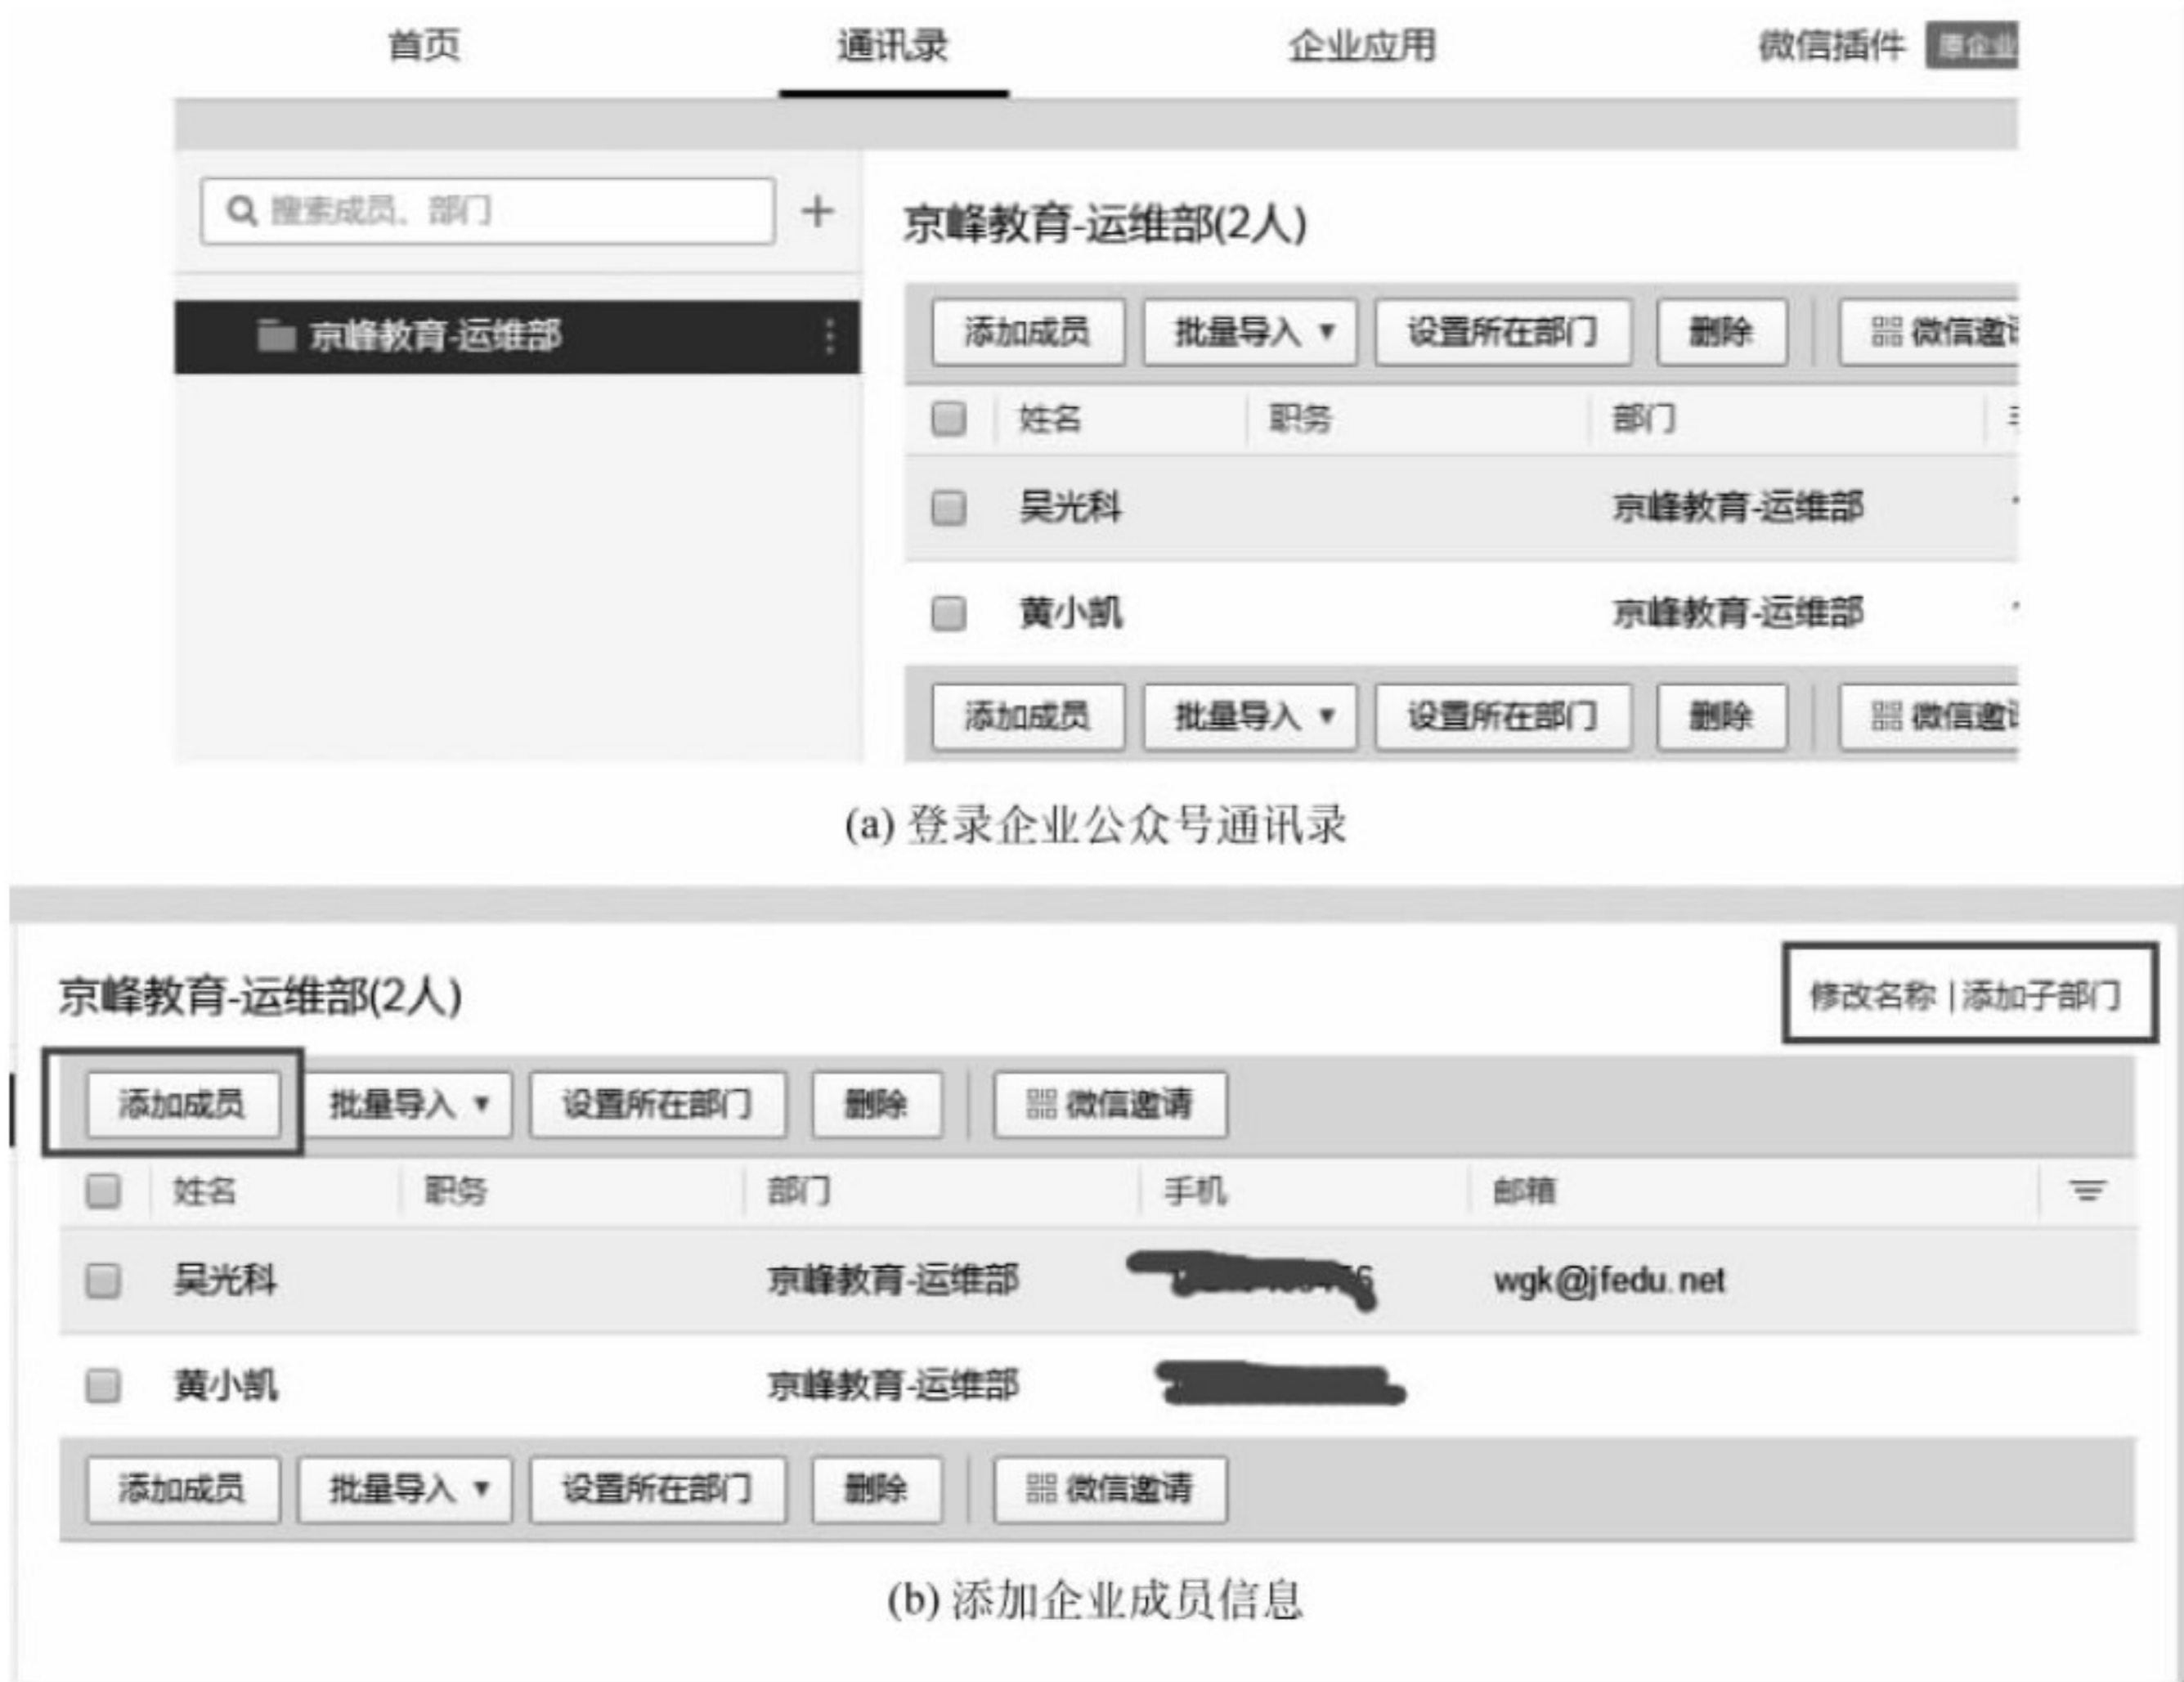 首页 通讯录 企业应用 微信插件 原企业
搜索成员、部门 +
京峰教育-运维部(2人)
京峰教育-运维部
添加成员 批量导入 ▼ 设置所在部门 删除 微信邀
姓名 职务 部门
吴光科 京峰教育-运维部
黄小凯 京峰教育-运维部
添加成员 批量导入 ▼ 设置所在部门 删除 微信邀
(a) 登录企业公众号通讯录
京峰教育-运维部(2人) 修改名称 | 添加子部门
添加成员 批量导入 ▼ 设置所在部门 删除 微信邀请
姓名 职务 部门 手机 邮箱
吴光科 京峰教育-运维部 wgk@jfedu.net
黄小凯 京峰教育-运维部
添加成员 批量导入 ▼ 设置所在部门 删除 微信邀请
(b) 添加企业成员信息